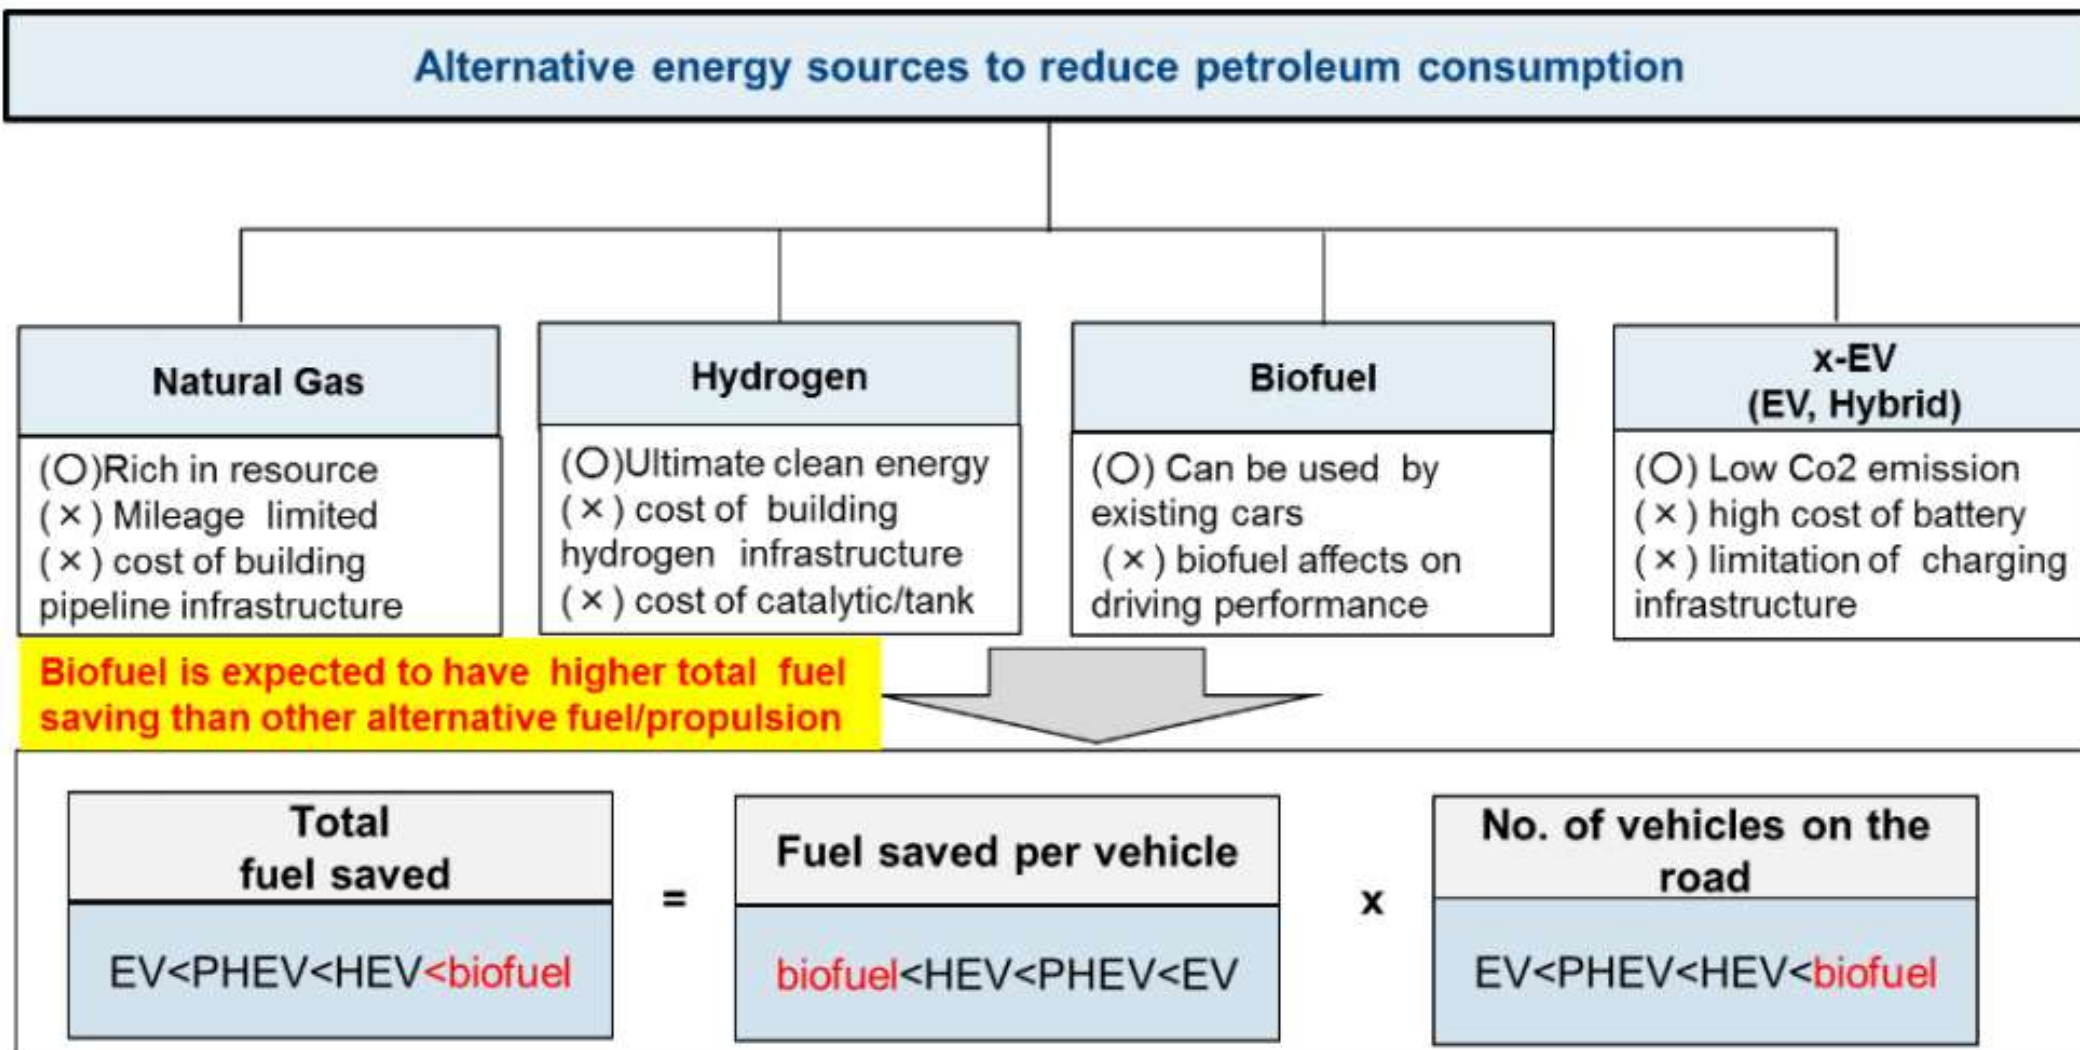 Alternative energy sources to reduce petroleum consumption
Natural Gas
(○)Rich in resource
(×) Mileage limited
(×) cost of building
pipeline infrastructure
Hydrogen
(○)Ultimate clean energy
(×) cost of building
hydrogen infrastructure
(×) cost of catalytic/tank
Biofuel
(○) Can be used by
existing cars
(×) biofuel affects on
driving performance
x-EV
(EV, Hybrid)
(○) Low Co2 emission
(×) high cost of battery
(×) limitation of charging
infrastructure
Biofuel is expected to have higher total fuel
saving than other alternative fuel/propulsion
Total
fuel saved
EV<PHEV<HEV<biofuel
=
Fuel saved per vehicle
biofuel<HEV<PHEV<EV
x
No. of vehicles on the
road
EV<PHEV<HEV<biofuel